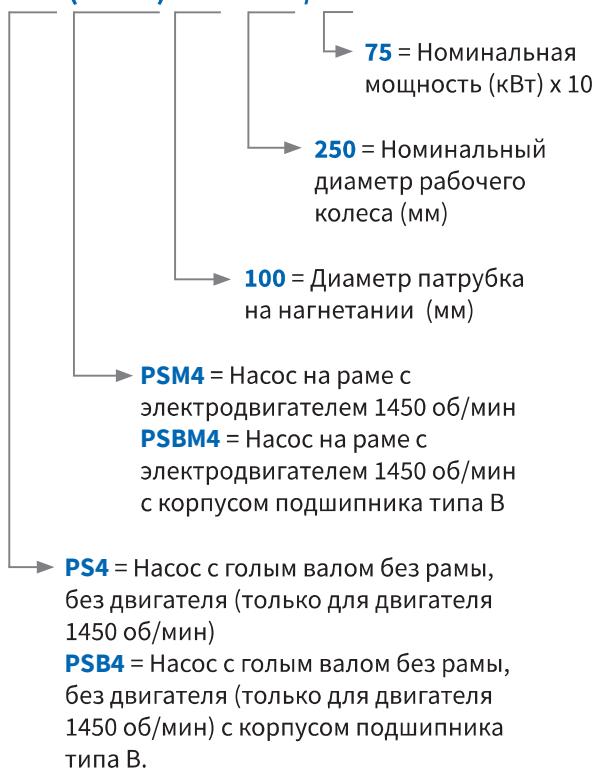 75 = Номинальная
мощность (кВт) x 10
250 = Номинальный
диаметр рабочего
колеса (мм)
100 = Диаметр патрубка
на нагнетании (мм)
PSM4 = Насос на раме с
электродвигателем 1450 об/мин
PSBM4 = Насос на раме с
электродвигателем 1450 об/мин
с корпусом подшипника типа B
PS4 = Насос с голым валом без рамы,
без двигателя (только для двигателя
1450 об/мин)
PSB4 = Насос с голым валом без рамы,
без двигателя (только для двигателя
1450 об/мин) с корпусом подшипника
типа B.